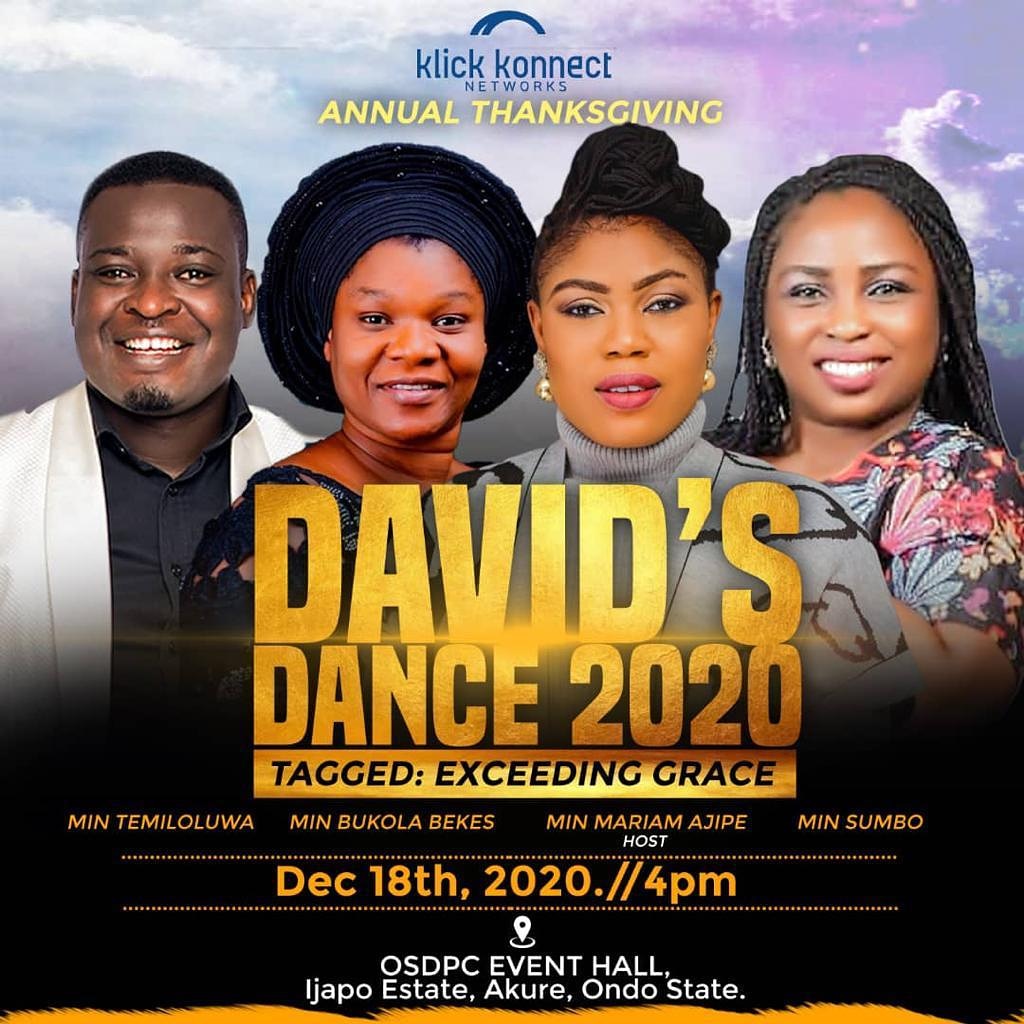 klick konnect
NETWORKS
ANNUAL THANKSGIVING
DAVID'S
DANCE 2020
TAGGED: EXCEEDING GRACE
MIN TEMILOLUWA MIN BUKOLA BEKES MIN MARIAM AJIPE MIN SUMBO
HOST
Dec 18th, 2020.//4pm
OSDPC EVENT HALL,
Ijapo Estate, Akure, Ondo State.